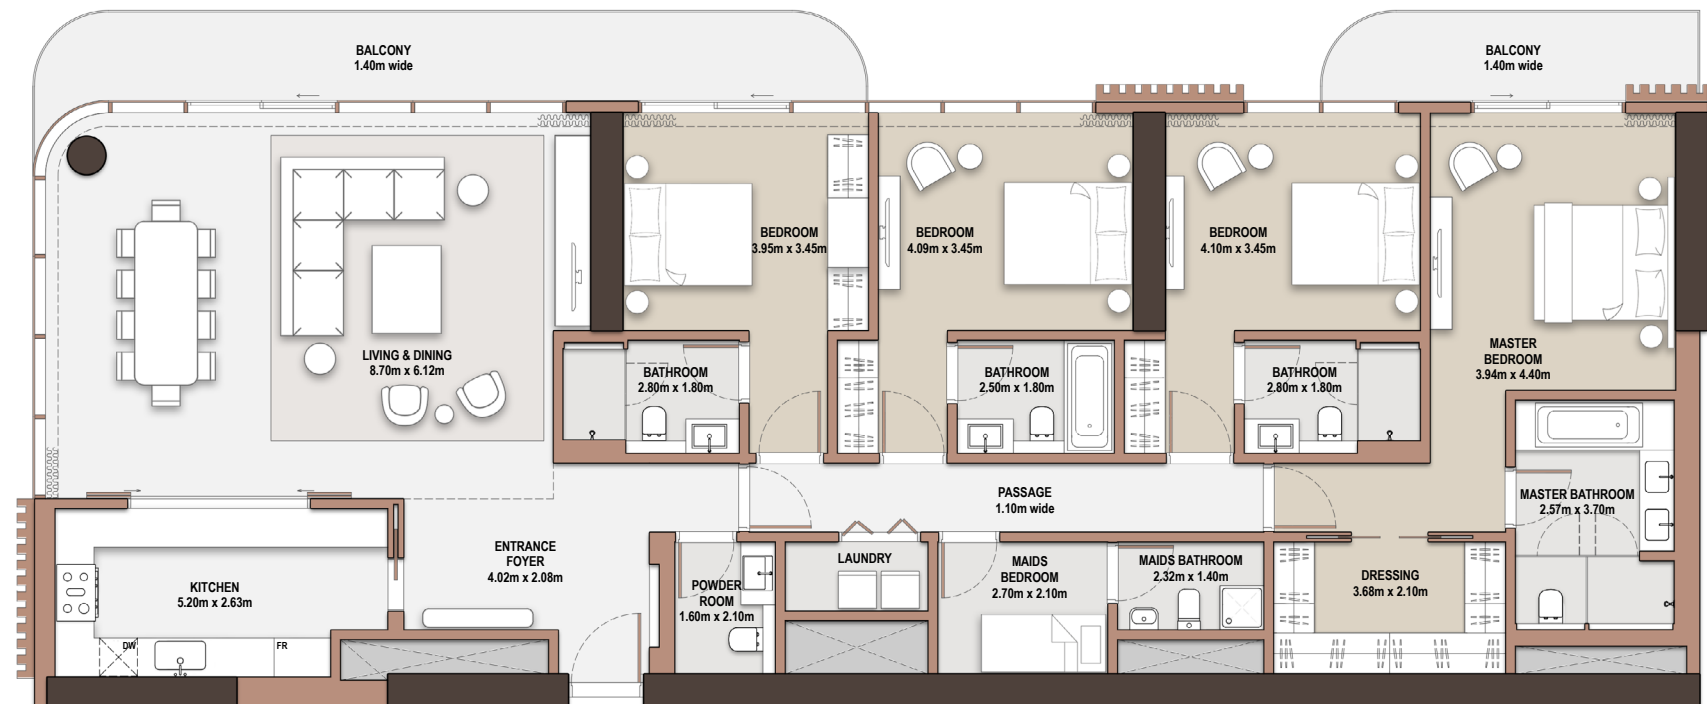 BALCONY
1.40m wide
BALCONY
1.40m wide
BEDROOM
3.95m x 3.45m
BEDROOM
4.09m x 3.45m
BEDROOM
4.10m x 3.45m
LIVING & DINING
8.70m x 6.12m
BATHROOM
2.80m x 1.80m
BATHROOM
2.50m x 1.80m
BATHROOM
2.80m x 1.80m
MASTER
BEDROOM
3.94m x 4.40m
PASSAGE
1.10m wide
MASTER BATHROOM
2.57m x 3.70m
ENTRANCE
FOYER
4.02m x 2.08m
KITCHEN
5.20m x 2.63m
POWDER
ROOM
1.60m x 2.10m
LAUNDRY
MAIDS
BEDROOM
2.70m x 2.10m
MAIDS BATHROOM
2.32m x 1.40m
DRESSING
3.68m x 2.10m
DW
FR